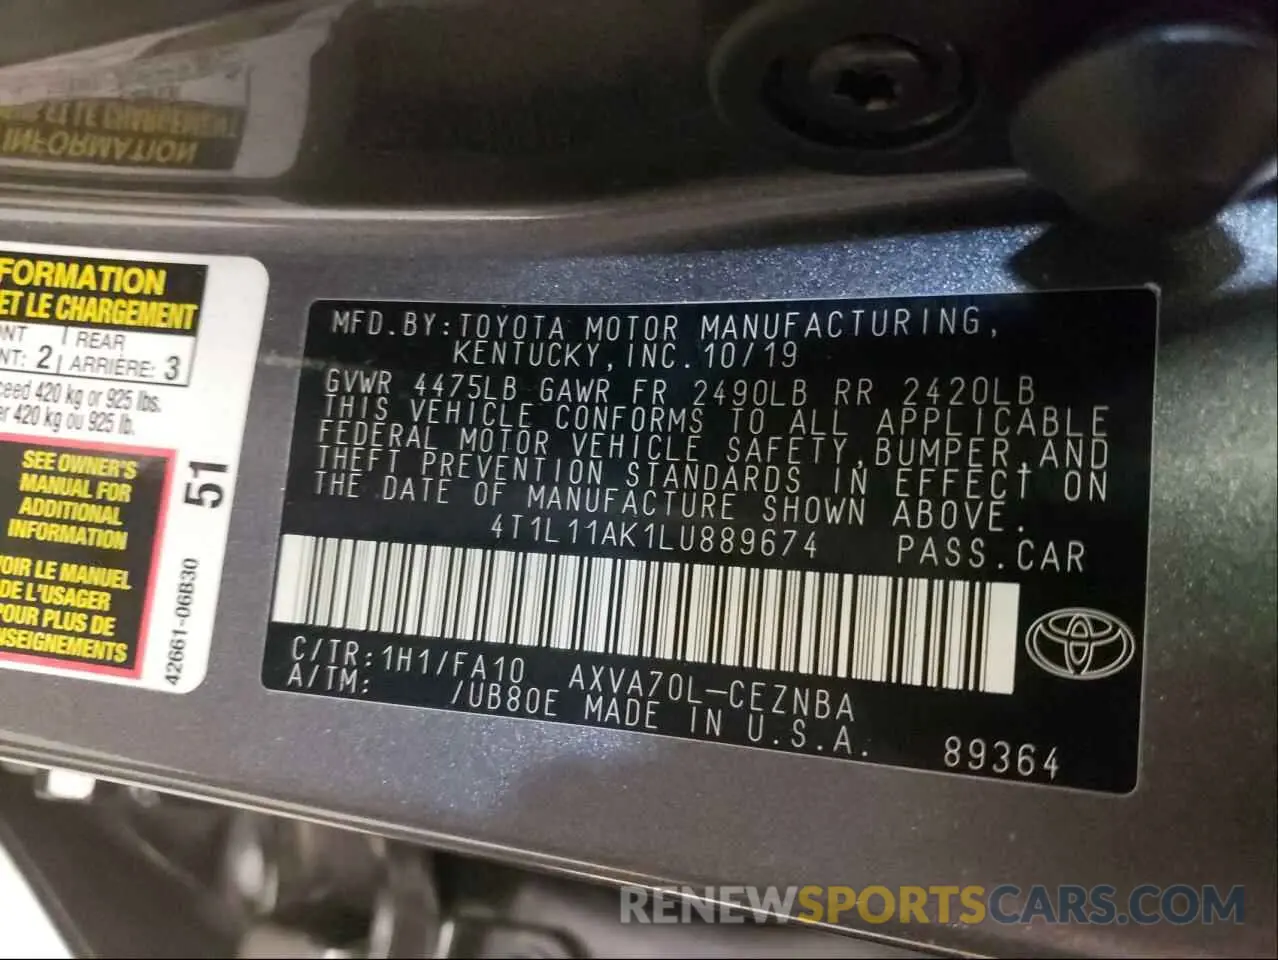 FORMATION
ET LE CHARGEMENT
REAR
NT: 2 ARRIÈRE: 3
420 kg or 925 lbs.
420 kg ou 925 lb.
SEE OWNER'S
MANUAL FOR
ADDITIONAL
INFORMATION
VOIR LE MANUEL
DE L'USAGER
POUR PLUS DE
NSEIGNEMENTS
51
42661-06B30
MFD.BY:TOYOTA MOTOR MANUFACTURING,
KENTUCKY,INC.10/19
GVWR 4475LB GAWR FR 2490LB RR 2420LB
THIS VEHICLE CONFORMS TO ALL APPLICABLE
FEDERAL MOTOR VEHICLE SAFETY,BUMPER,AND
THEFT PREVENTION STANDARDS IN EFFECT ON
THE DATE OF MANUFACTURE SHOWN ABOVE.
4T1L11AK1LU889674 PASS.CAR
C/TR:1H1/FA10 AXVA70L-CEZNBA
A/TM: /UB80E MADE IN U.S.A.
89364
RENEWSPORTSCARS.COM